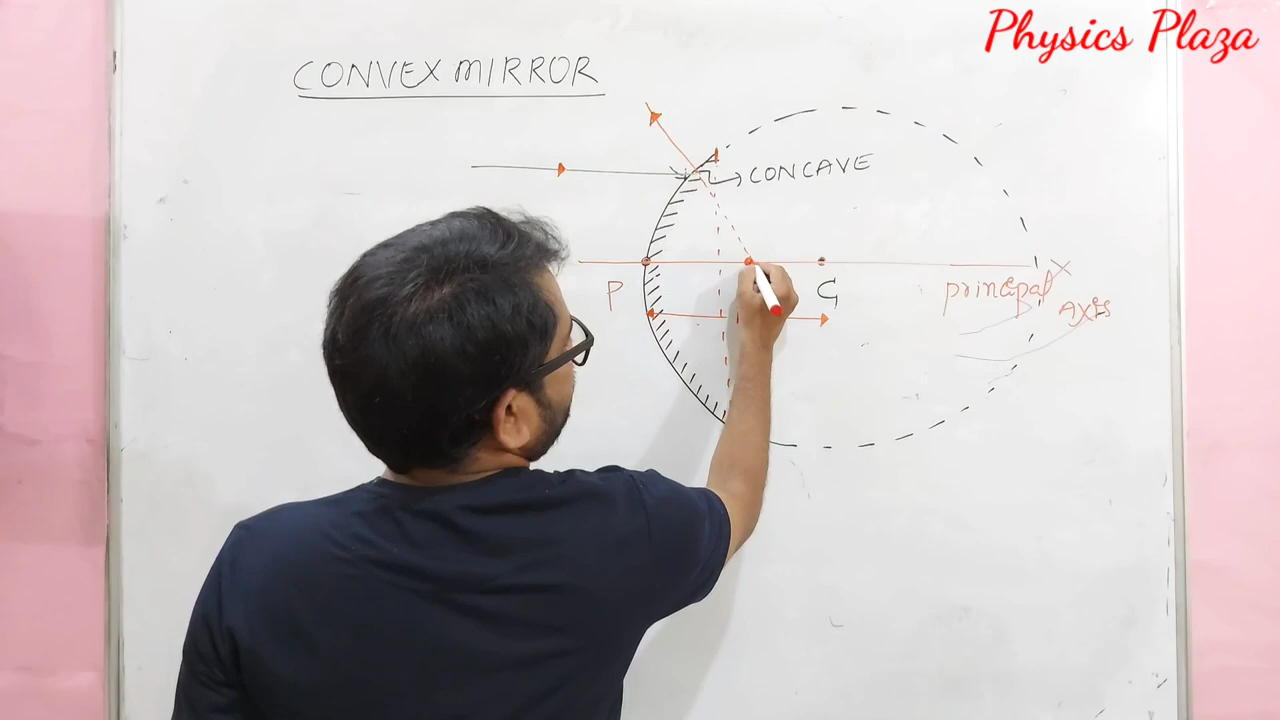 Physics Plaza
CONVEX MIRROR
CONCAVE
P
C
principal
Axis